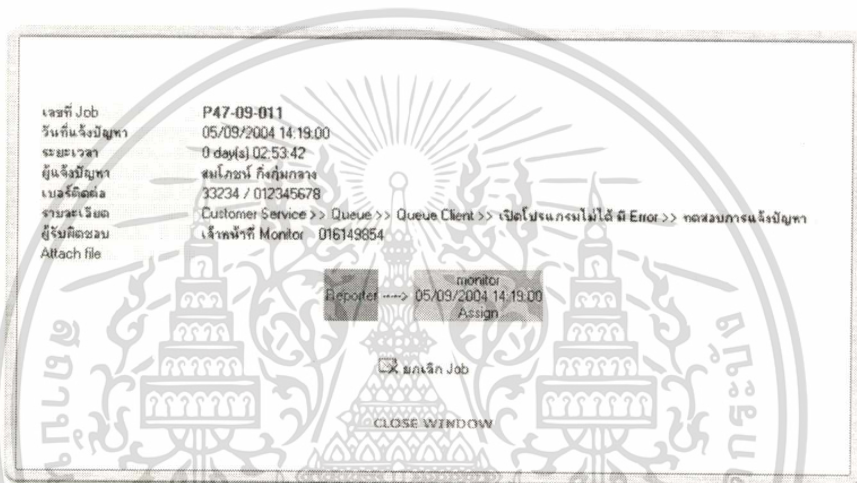 เลขที่ Job P47-09-011
วันที่แจ้งปัญหา 05/09/2004 14:19:00
ระยะเวลา 0 day(s) 02:53:42
ผู้แจ้งปัญหา สมโภชน์ กิ่งกุ่มกลาง
เบอร์ติดต่อ 33234 / 012345678
รายละเอียด Customer Service >> Queue >> Queue Client >> เปิดโปรแกรมไม่ได้ มี Error >> ทดสอบการแจ้งปัญหา
ผู้รับผิดชอบ เจ้าหน้าที่ Monitor 016149854
Attach file
monitor
Reporter ---> 05/09/2004 14:19:00
Assign
ยกเลิก Job
CLOSE WINDOW